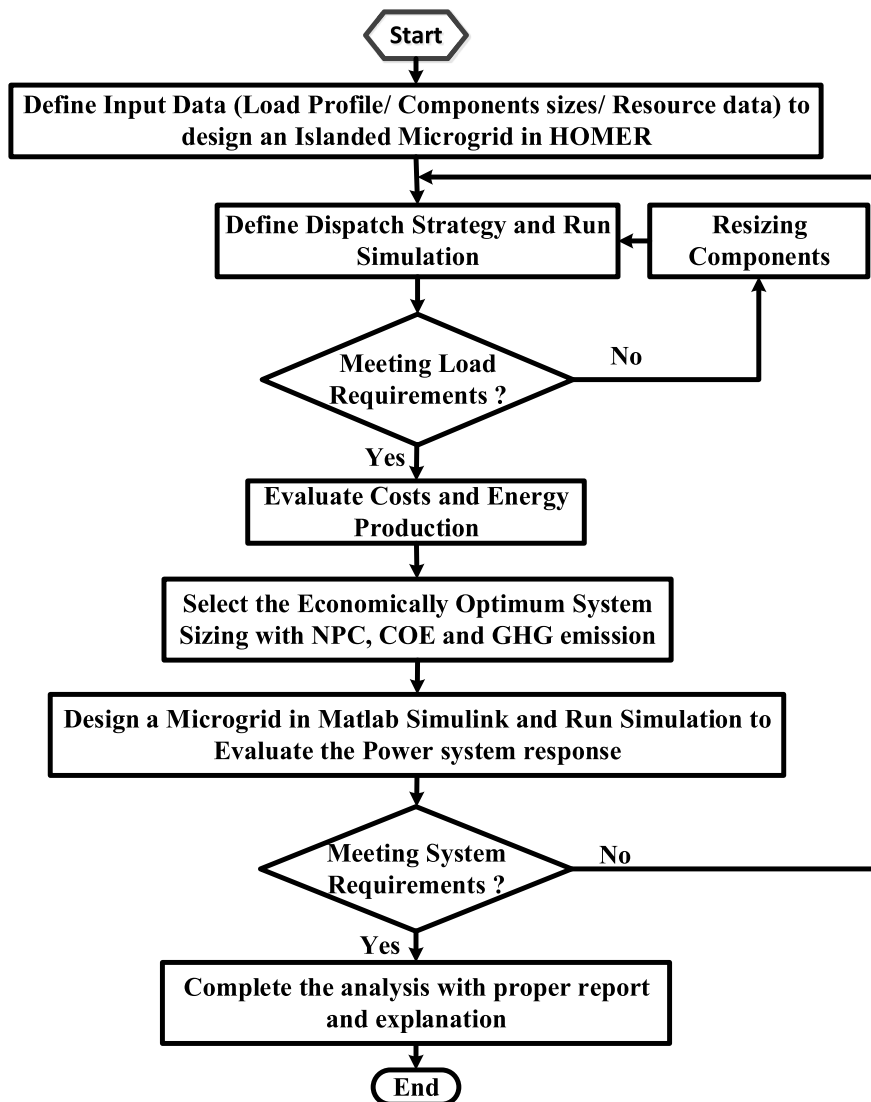 Start
Define Input Data (Load Profile/ Components sizes/ Resource data) to
design an Islanded Microgrid in HOMER
Define Dispatch Strategy and Run
Simulation
Resizing
Components
Meeting Load
Requirements ?
No
Yes
Evaluate Costs and Energy
Production
Select the Economically Optimum System
Sizing with NPC, COE and GHG emission
Design a Microgrid in Matlab Simulink and Run Simulation to
Evaluate the Power system response
Meeting System
Requirements ?
No
Yes
Complete the analysis with proper report
and explanation
End